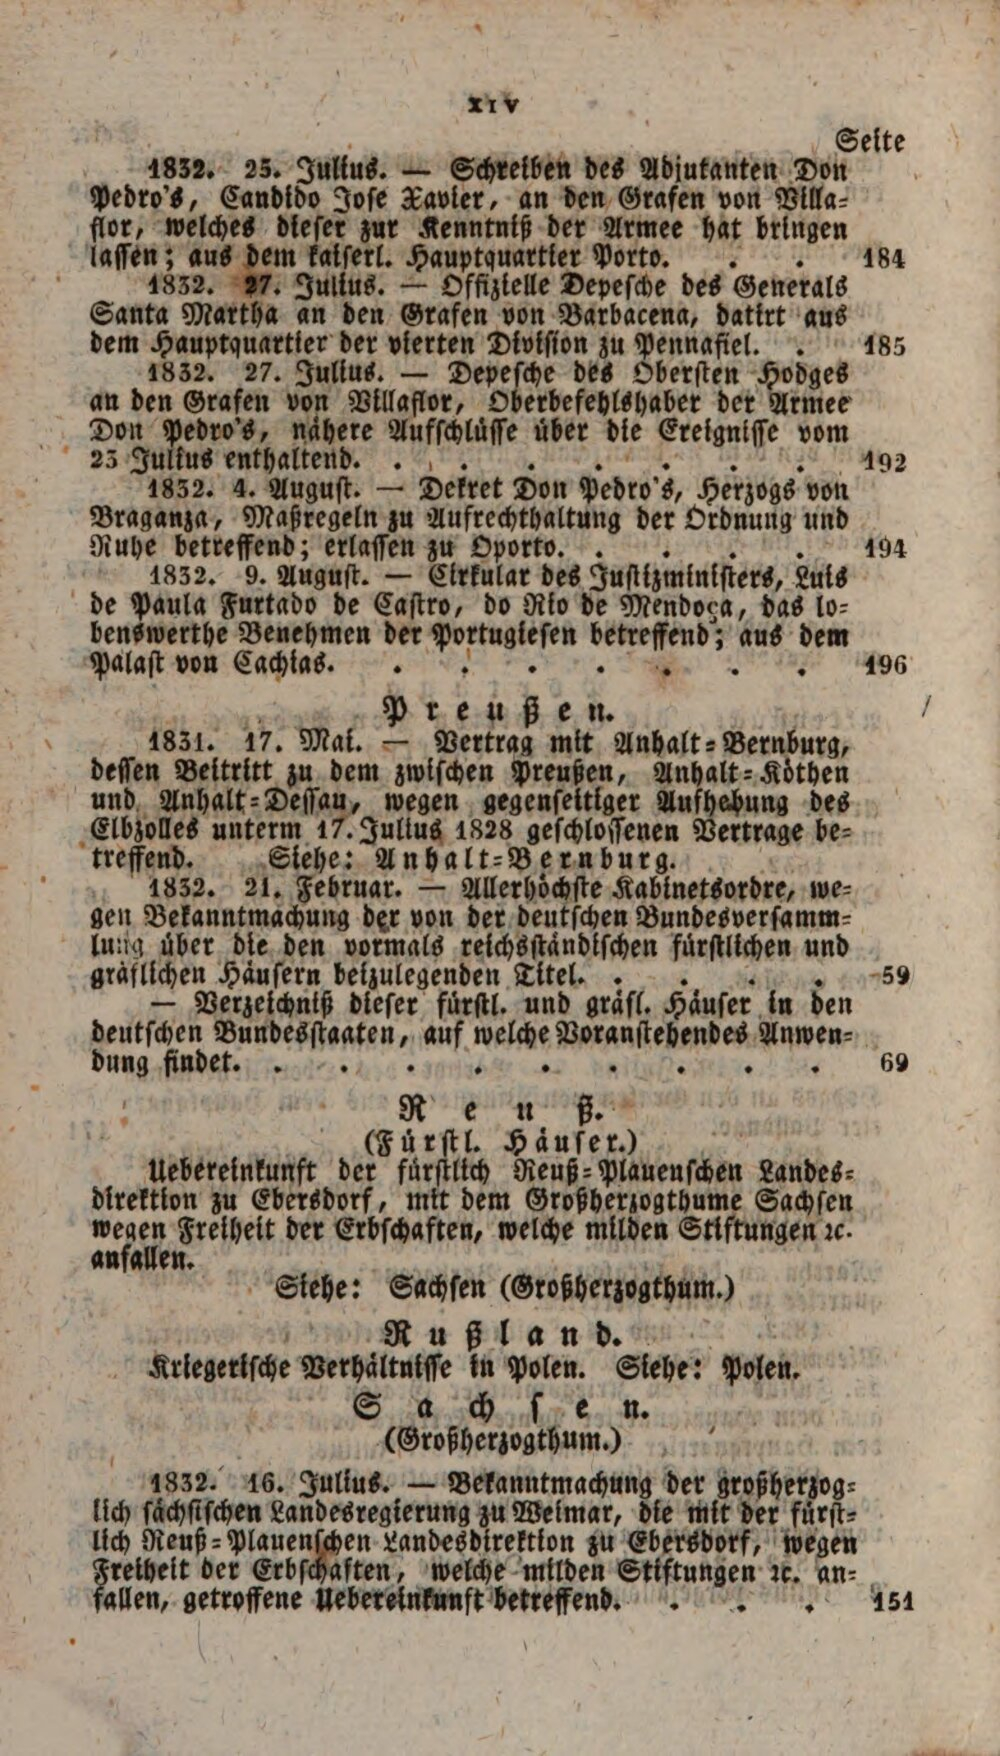 XIV
Seite
1832. 25. Julius. — Schreiben des Adjutanten Don
Pedro's, Candido Jose Xavier, an den Grafen von Villa-
flor, welches dieser zur Kenntniß der Armee hat bringen
lassen; aus dem kaiserl. Hauptquartier Porto. . . 184
1832. 27. Julius. — Offizielle Depesche des Generals
Santa Martha an den Grafen von Barbacena, datirt aus
dem Hauptquartier der vierten Division zu Pennafiel. . 185
1832. 27. Julius. — Depesche des Obersten Hodges
an den Grafen von Villaflor, Oberbefehlshaber der Armee
Don Pedro's, nähere Aufschlüsse über die Ereignisse vom
23 Julius enthaltend. . . . . . . . 192
1832. 4. August. — Dekret Don Pedro's, Herzogs von
Braganza, Maßregeln zu Aufrechthaltung der Ordnung und
Ruhe betreffend; erlassen zu Oporto. . . . . 194
1832. 9. August. — Cirkular des Justizministers, Luis
de Paula Furtado de Castro, do Rio de Mendoça, das lo-
benswerthe Benehmen der Portugiesen betreffend; aus dem
Palast von Cachias. . . . . . . . 196
Preußen.
1831. 17. Mai. — Vertrag mit Anhalt-Bernburg,
dessen Beitritt zu dem zwischen Preußen, Anhalt-Köthen
und Anhalt-Dessau, wegen gegenseitiger Aufhebung des
Elbzolles unterm 17. Julius 1828 geschlossenen Vertrage be-
treffend. Siehe: Anhalt-Bernburg.
1832. 21. Februar. — Allerhöchste Kabinetsordre, we-
gen Bekanntmachung der von der deutschen Bundesversamm-
lung über die den vormals reichsständischen fürstlichen und
gräflichen Häusern beizulegenden Titel. . . . . 59
— Verzeichniß dieser fürstl. und gräfl. Häuser in den
deutschen Bundesstaaten, auf welche Voranstehendes Anwen-
dung findet. . . . . . . . . . 69
Reuß.
(Fürstl. Häuser.)
Uebereinkunft der fürstlich Reuß-Plauenschen Landes-
direktion zu Ebersdorf, mit dem Großherzogthume Sachsen
wegen Freiheit der Erbschaften, welche milden Stiftungen ꝛc.
anfallen.
Siehe: Sachsen (Großherzogthum.)
Rußland.
Kriegerische Verhältnisse in Polen. Siehe: Polen.
Sachsen.
(Großherzogthum.)
1832. 16. Julius. — Bekanntmachung der großherzog-
lich sächsischen Landesregierung zu Weimar, die mit der fürst-
lich Reuß-Plauenschen Landesdirektion zu Ebersdorf, wegen
Freiheit der Erbschaften, welche milden Stiftungen ꝛc. an-
fallen, getroffene Uebereinkunft betreffend. . . . 151